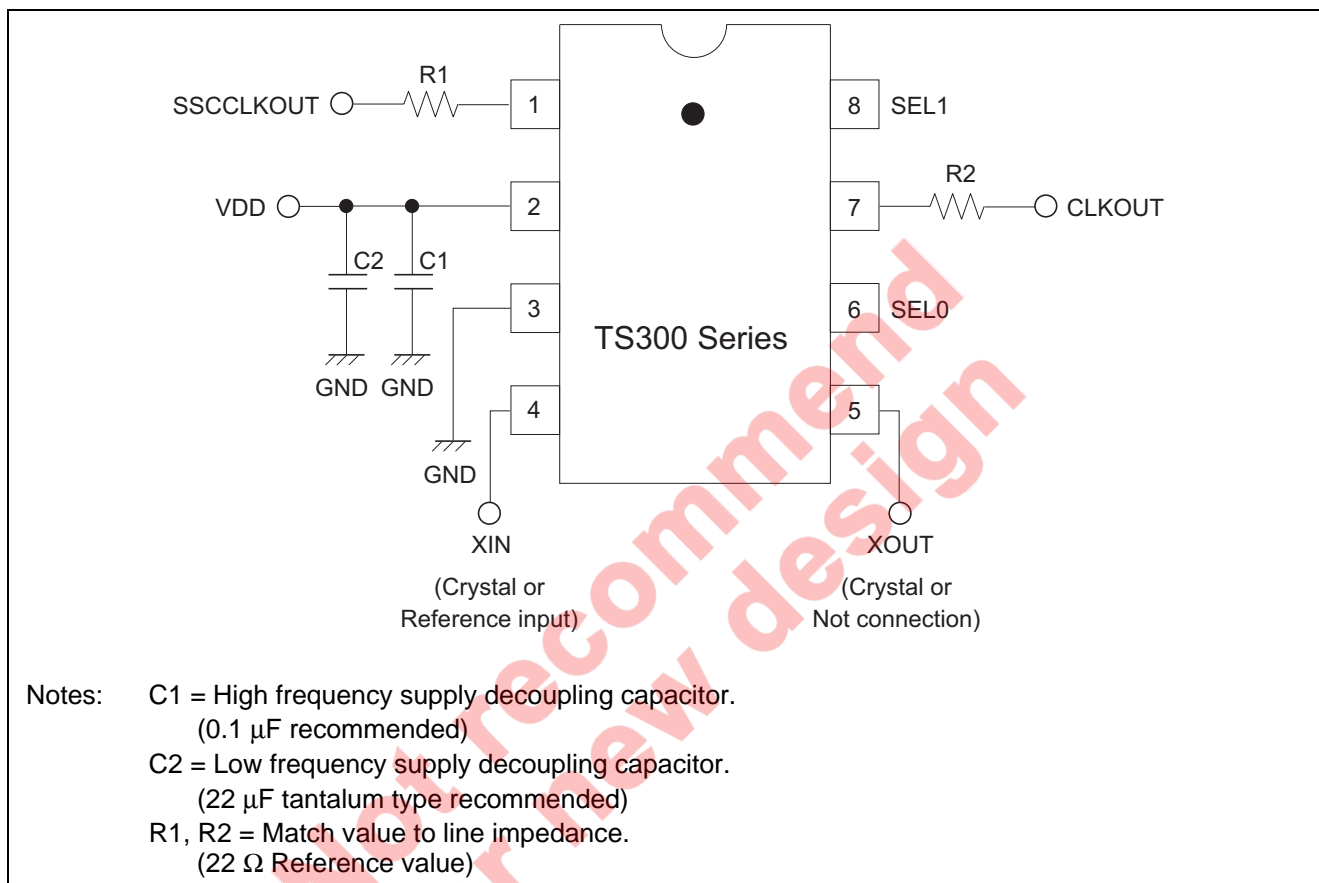 R1
SSCCLKOUT
1
8
SEL1
R2
VDD
2
7
CLKOUT
C2
C1
3
6
SEL0
TS300 Series
GND GND
4
5
GND
XIN
XOUT
(Crystal or
Reference input)
(Crystal or
Not connection)
Notes: C1 = High frequency supply decoupling capacitor.
(0.1 μF recommended)
C2 = Low frequency supply decoupling capacitor.
(22 μF tantalum type recommended)
R1, R2 = Match value to line impedance.
(22 Ω Reference value)
Not recommend
r new design